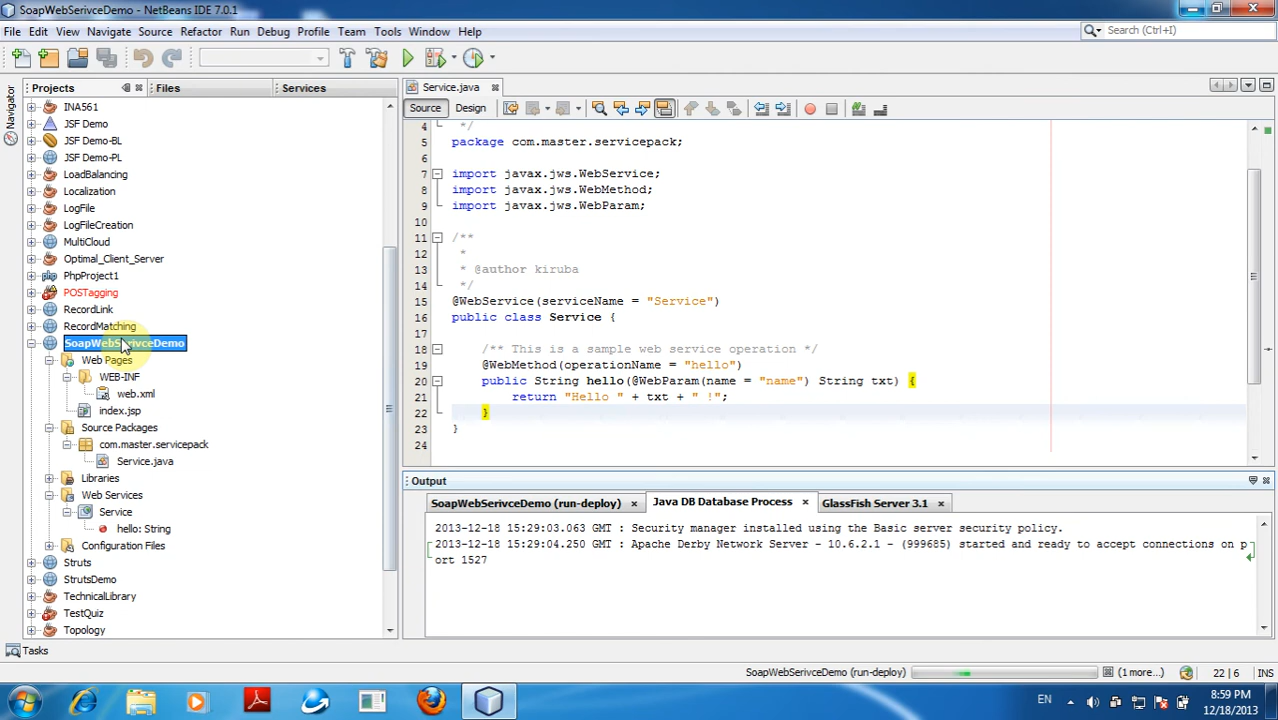 SoapWebSerivceDemo - NetBeans IDE 7.0.1
File Edit View Navigate Source Refactor Run Debug Profile Team Tools Window Help
Search (Ctrl+I)
Navigator
Projects
Files
Services
INA561
JSF Demo
JSF Demo-BL
JSF Demo-PL
LoadBalancing
Localization
LogFile
LogFileCreation
MultiCloud
Optimal_Client_Server
PhpProject1
POSTagging
RecordLink
RecordMatching
SoapWebSerivceDemo
Web Pages
WEB-INF
web.xml
index.jsp
Source Packages
com.master.servicepack
Service.java
Libraries
Web Services
Service
hello: String
Configuration Files
Struts
StrutsDemo
TechnicalLibrary
TestQuiz
Topology
Service.java
Source Design
4 */
5 package com.master.servicepack;
6
7 import javax.jws.WebService;
8 import javax.jws.WebMethod;
9 import javax.jws.WebParam;
10
11 /**
12 *
13 * @author kiruba
14 */
15 @WebService(serviceName = "Service")
16 public class Service {
17
18 /** This is a sample web service operation */
19 @WebMethod(operationName = "hello")
20 public String hello(@WebParam(name = "name") String txt) {
21 return "Hello " + txt + " !";
22 }
23 }
24
Output
SoapWebSerivceDemo (run-deploy)
Java DB Database Process
GlassFish Server 3.1
2013-12-18 15:29:03.063 GMT : Security manager installed using the Basic server security policy.
2013-12-18 15:29:04.250 GMT : Apache Derby Network Server - 10.6.2.1 - (999685) started and ready to accept connections on p
ort 1527
Tasks
SoapWebSerivceDemo (run-deploy)
(1 more...)
22 | 6
INS
EN
8:59 PM
12/18/2013